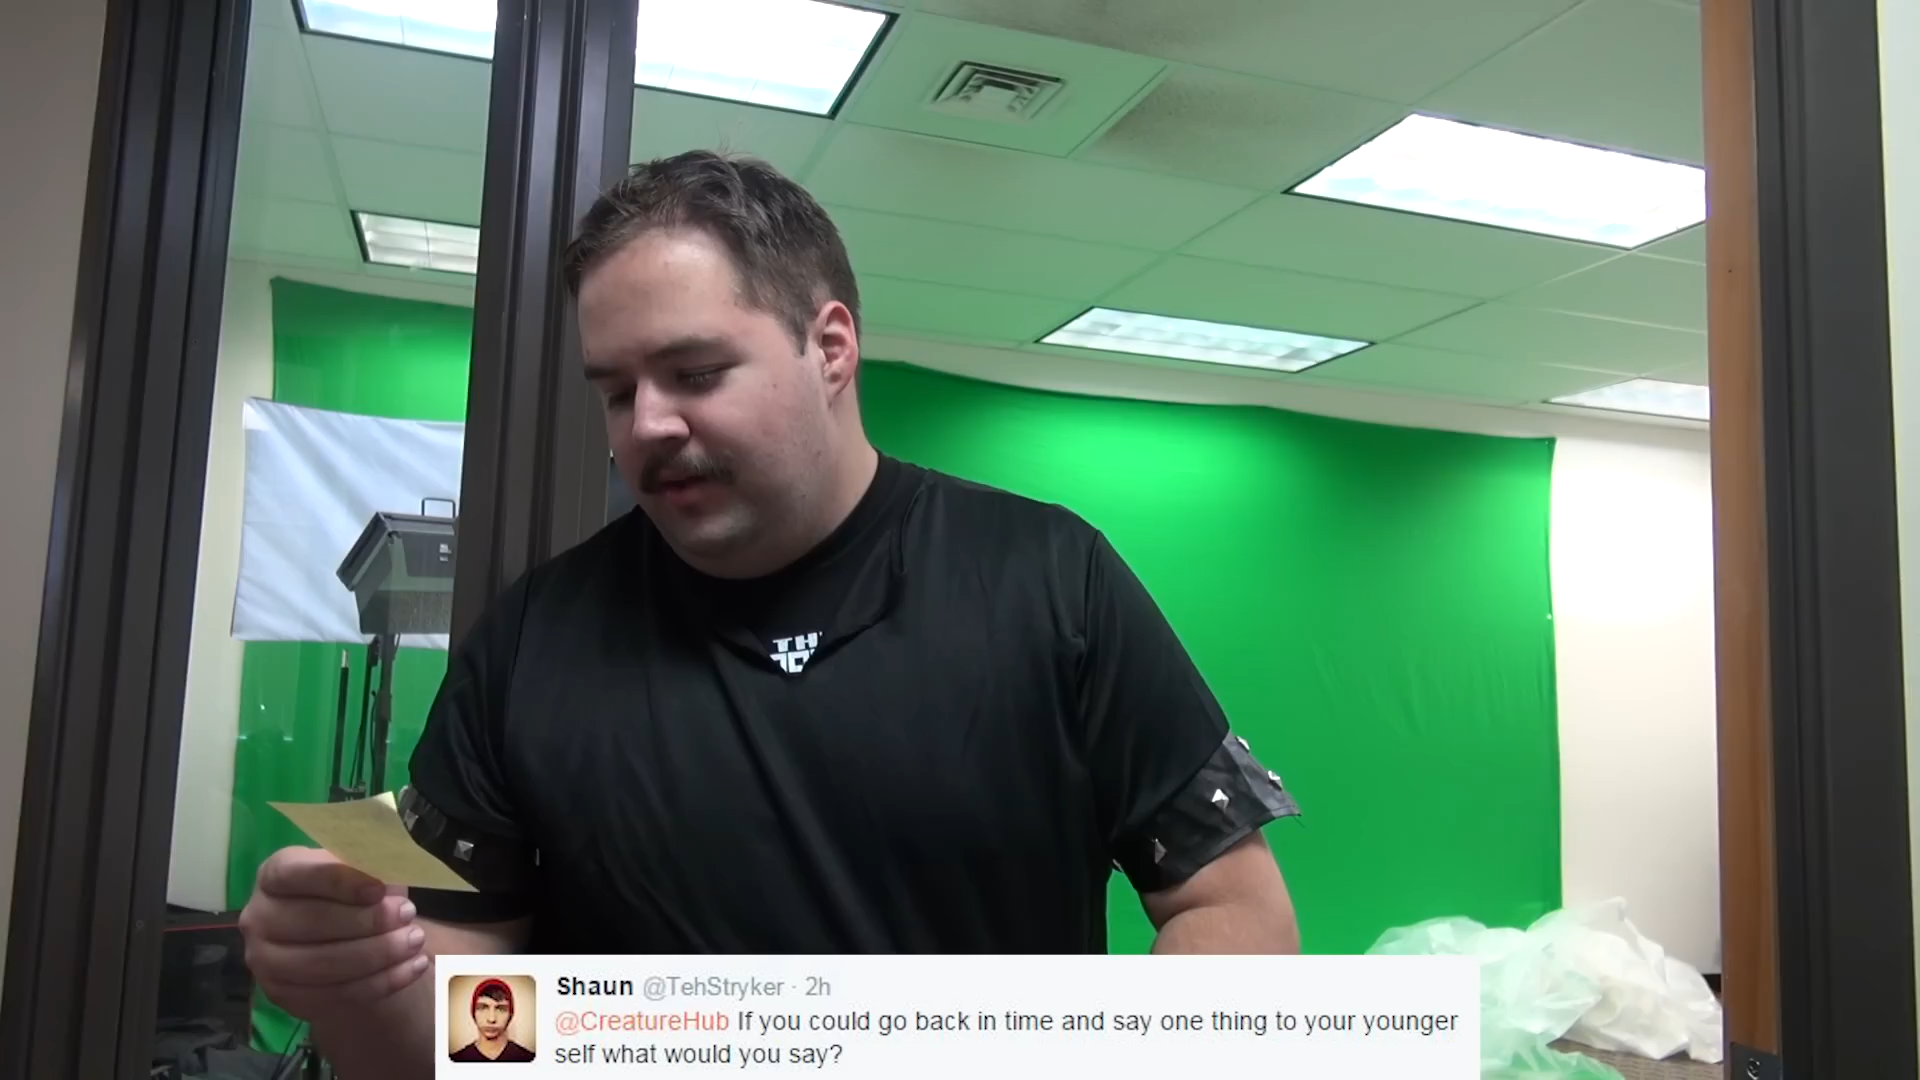 TH
Shaun @TehStryker · 2h
@CreatureHub If you could go back in time and say one thing to your younger
self what would you say?